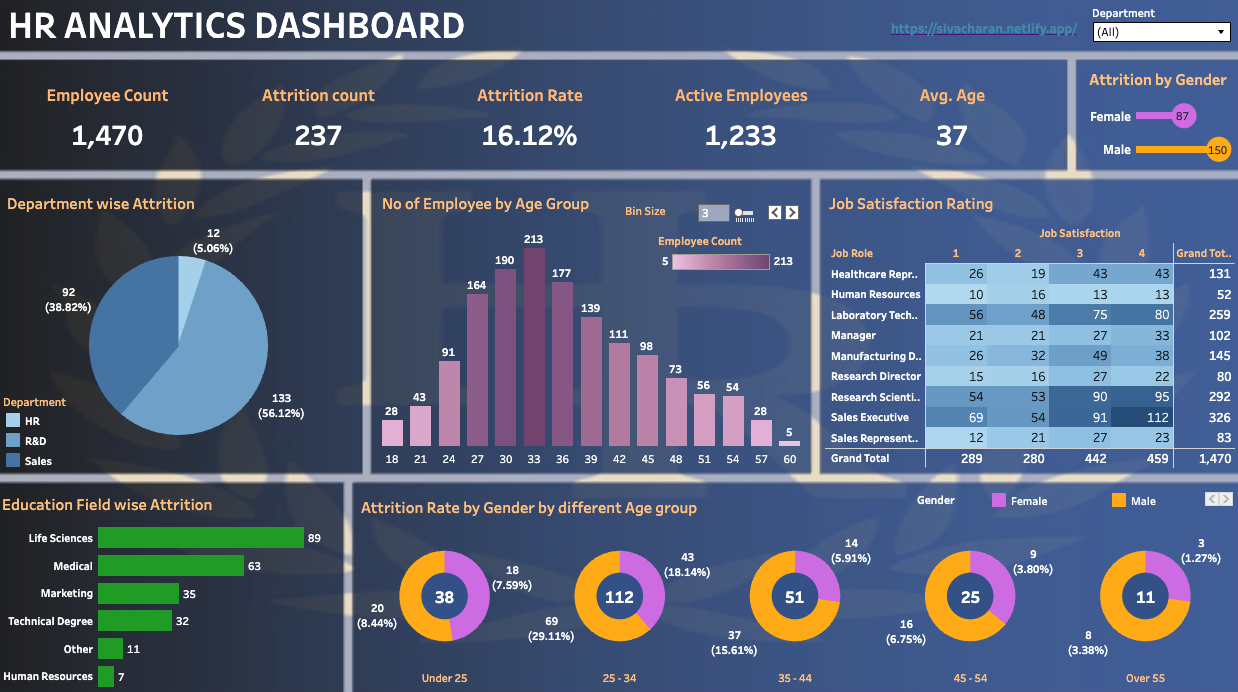 HR ANALYTICS DASHBOARD
https://sivacharan.netlify.app/
Department
(All)
Employee Count
1,470
Attrition count
237
Attrition Rate
16.12%
Active Employees
1,233
Avg. Age
37
Attrition by Gender
Female 87
Male 150
Department wise Attrition
12
(5.06%)
92
(38.82%)
133
(56.12%)
Department
HR
R&D
Sales
No of Employee by Age Group
Bin Size 3
Employee Count
5 213
28 43 91 164 190 213 177 139 111 98 73 56 54 28 5
18 21 24 27 30 33 36 39 42 45 48 51 54 57 60
Job Satisfaction Rating
Job Satisfaction
Job Role 1 2 3 4 Grand Tot..
Healthcare Repr.. 26 19 43 43 131
Human Resources 10 16 13 13 52
Laboratory Tech.. 56 48 75 80 259
Manager 21 21 27 33 102
Manufacturing D.. 26 32 49 38 145
Research Director 15 16 27 22 80
Research Scienti.. 54 53 90 95 292
Sales Executive 69 54 91 112 326
Sales Represent.. 12 21 27 23 83
Grand Total 289 280 442 459 1,470
Education Field wise Attrition
Life Sciences 89
Medical 63
Marketing 35
Technical Degree 32
Other 11
Human Resources 7
Attrition Rate by Gender by different Age group
Gender Female Male
38
18
(7.59%)
20
(8.44%)
Under 25
112
43
(18.14%)
69
(29.11%)
25 - 34
51
14
(5.91%)
37
(15.61%)
35 - 44
25
9
(3.80%)
16
(6.75%)
45 - 54
11
3
(1.27%)
8
(3.38%)
Over 55